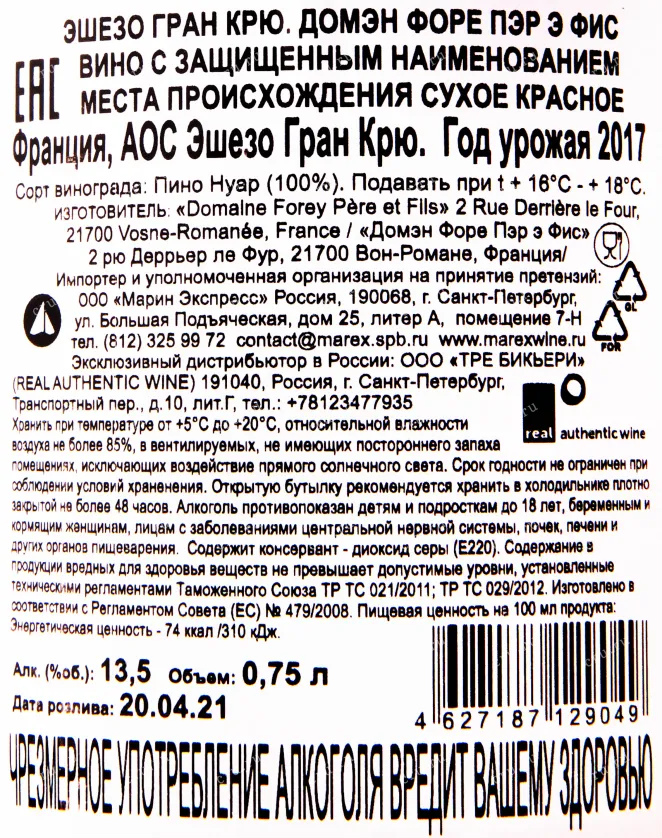 ЭШЕЗО ГРАН КРЮ. ДОМЭН ФОРЕ ПЭР Э ФИС
EAC ВИНО С ЗАЩИЩЕННЫМ НАИМЕНОВАНИЕМ
МЕСТА ПРОИСХОЖДЕНИЯ СУХОЕ КРАСНОЕ
Франция, АОС Эшезо Гран Крю. Год урожая 2017
Сорт винограда: Пино Нуар (100%). Подавать при t + 16°C - + 18°C.
ИЗГОТОВИТЕЛЬ: «Domaine Forey Père et Fils» 2 Rue Derrière le Four,
21700 Vosne-Romanée, France / «Домэн Форе Пэр э Фис»
2 рю Деррьер ле Фур, 21700 Вон-Романе, Франция/
Импортер и уполномоченная организация на принятие претензий:
ООО «Марин Экспресс» Россия, 190068, г. Санкт-Петербург,
ул. Большая Подъяческая, дом 25, литер А, помещение 7-Н
тел. (812) 325 99 72 contact@marex.spb.ru www.marexwine.ru
GL
FOR
Эксклюзивный дистрибьютор в России: ООО «ТРЕ БИКЬЕРИ»
(REAL AUTHENTIC WINE) 191040, Россия, г. Санкт-Петербург,
Транспортный пер., д.10, лит.Г, тел.: +78123477935
real authentic wine
Хранить при температуре от +5°C до +20°C, относительной влажности
воздуха не более 85%, в вентилируемых, не имеющих постороннего запаха
помещениях, исключающих воздействие прямого солнечного света. Срок годности не ограничен при
соблюдении условий хранения. Открытую бутылку рекомендуется хранить в холодильнике плотно
закрытой не более 48 часов. Алкоголь противопоказан детям и подросткам до 18 лет, беременным и
кормящим женщинам, лицам с заболеваниями центральной нервной системы, почек, печени и
других органов пищеварения. Содержит консервант - диоксид серы (E220). Содержание в
продукции вредных для здоровья веществ не превышает допустимые уровни, установленные
техническими регламентами Таможенного Союза ТР ТС 021/2011; ТР ТС 029/2012. Изготовлено в
соответствии с Регламентом Совета (ЕС) № 479/2008. Пищевая ценность на 100 мл продукта:
Энергетическая ценность - 74 ккал /310 кДж.
Алк. (%об.): 13,5 Объем: 0,75 л
Дата розлива: 20.04.21
4 627187 129049
ЧРЕЗМЕРНОЕ УПОТРЕБЛЕНИЕ АЛКОГОЛЯ ВРЕДИТ ВАШЕМУ ЗДОРОВЬЮ